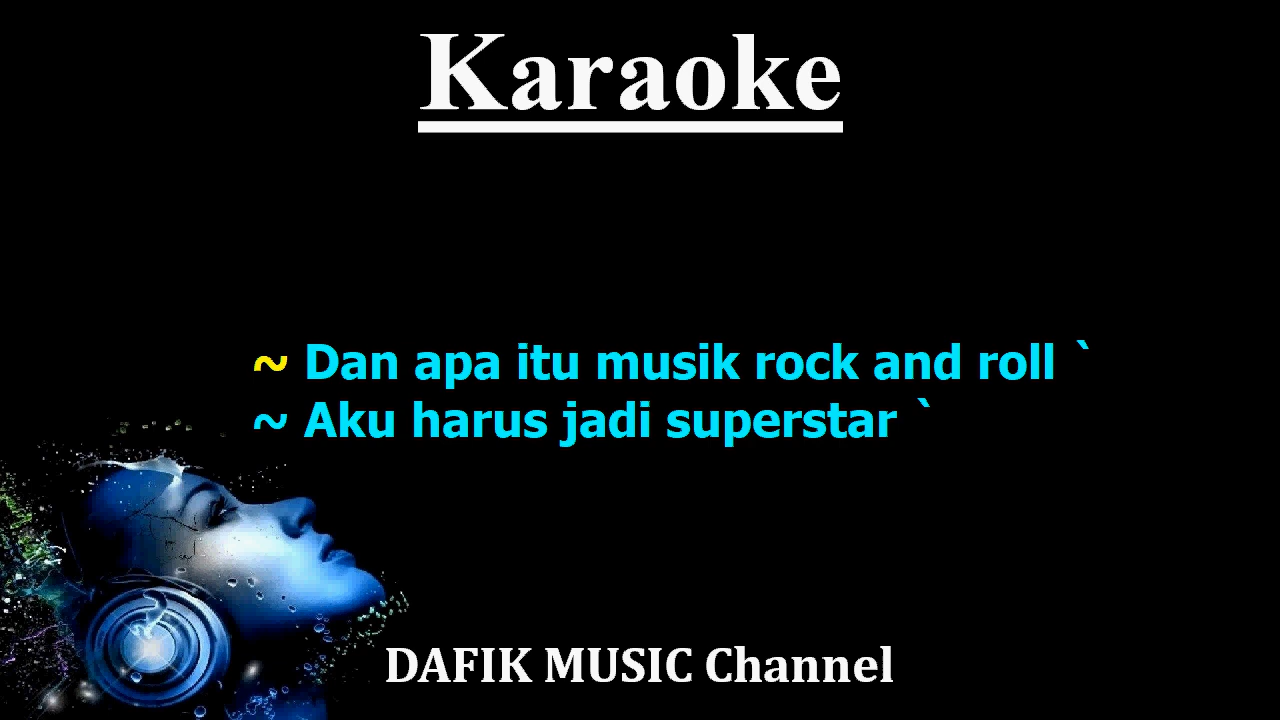 Karaoke
~ Dan apa itu musik rock and roll `
~ Aku harus jadi superstar `
DAFIK MUSIC Channel